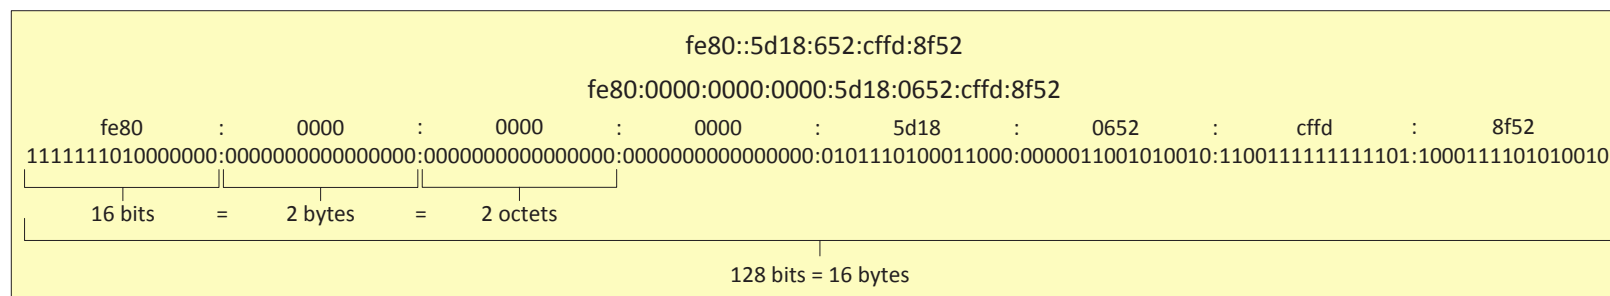 fe80::5d18:652:cffd:8f52
fe80:0000:0000:0000:5d18:0652:cffd:8f52
fe80 : 0000 : 0000 : 0000 : 5d18 : 0652 : cffd : 8f52
1111111010000000:0000000000000000:0000000000000000:0000000000000000:0101110100011000:0000011001010010:1100111111111101:1000111101010010
16 bits = 2 bytes = 2 octets
128 bits = 16 bytes